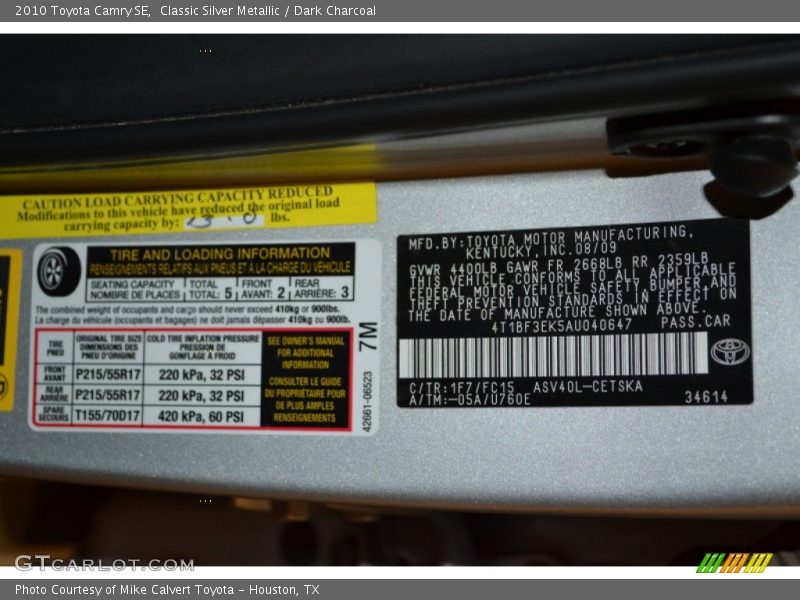 2010 Toyota Camry SE, Classic Silver Metallic / Dark Charcoal
CAUTION LOAD CARRYING CAPACITY REDUCED
Modifications to this vehicle have reduced the original load
carrying capacity by: lbs.
TIRE AND LOADING INFORMATION
RENSEIGNEMENTS RELATIFS AUX PNEUS ET A LA CHARGE DU VÉHICULE
SEATING CAPACITY TOTAL FRONT REAR
NOMBRE DE PLACES TOTAL: 5 AVANT: 2 ARRIÈRE: 3
The combined weight of occupants and cargo should never exceed 410kg or 900lbs.
La charge du véhicule (occupants et bagages) ne doit jamais dépasser 410kg ou 900lb.
TIRE PNEU
ORIGINAL TIRE SIZE
DIMENSIONS DES
PNEU D'ORIGINE
COLD TIRE INFLATION PRESSURE
PRESSION DE
GONFLAGE À FROID
FRONT AVANT P215/55R17 220 kPa, 32 PSI
REAR ARRIÈRE P215/55R17 220 kPa, 32 PSI
SPARE SECOURS T155/70D17 420 kPa, 60 PSI
SEE OWNER'S MANUAL
FOR ADDITIONAL
INFORMATION
CONSULTER LE GUIDE
DU PROPRIÉTAIRE POUR
DE PLUS AMPLES
RENSEIGNEMENTS
7M
42661-06523
MFD.BY:TOYOTA MOTOR MANUFACTURING,
KENTUCKY,INC.08/09
GVWR 4400LB GAWR FR 2668LB RR 2359LB
THIS VEHICLE CONFORMS TO ALL APPLICABLE
FEDERAL MOTOR VEHICLE SAFETY,BUMPER,AND
THEFT PREVENTION STANDARDS IN EFFECT ON
THE DATE OF MANUFACTURE SHOWN ABOVE.
4T1BF3EK5AU040647 PASS.CAR
C/TR:1F7/FC15 ASV40L-CETSKA
A/TM:-05A/U760E
34614
GTCARLOT.COM
Photo Courtesy of Mike Calvert Toyota - Houston, TX